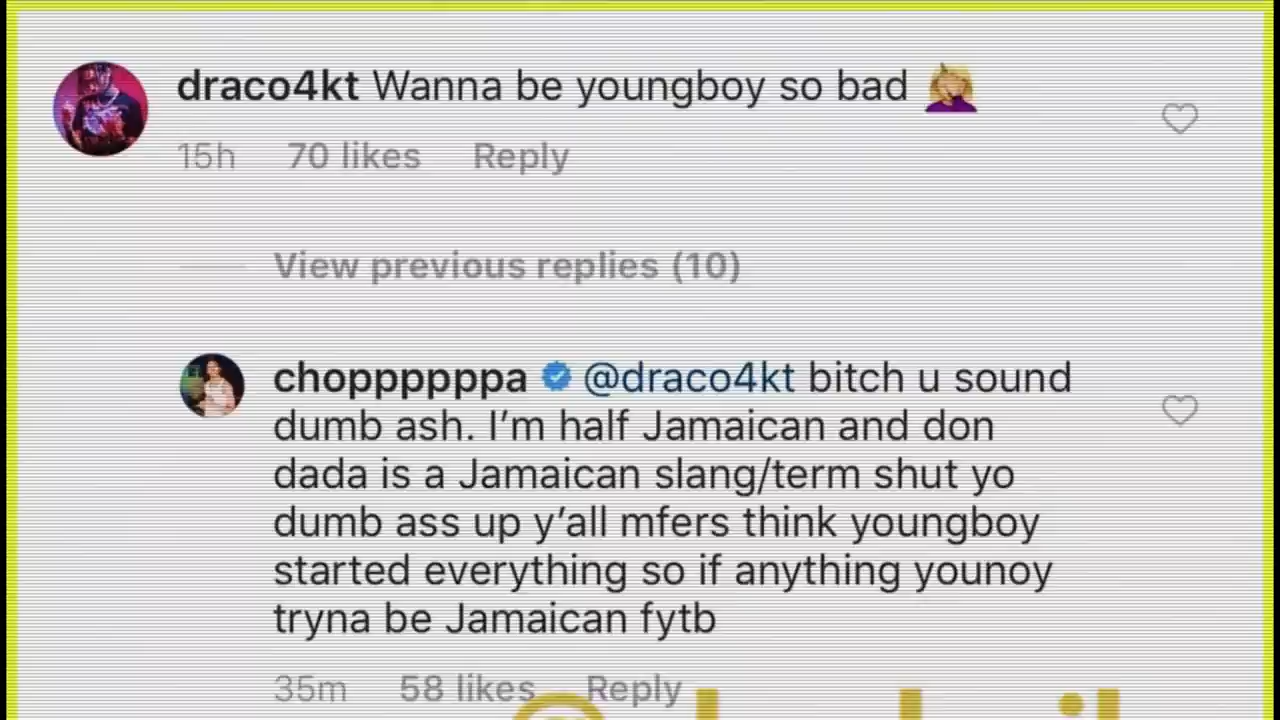 draco4kt Wanna be youngboy so bad 🤦🏼‍♀️
15h 70 likes Reply
View previous replies (10)
choppppppa @draco4kt bitch u sound
dumb ash. I’m half Jamaican and don
dada is a Jamaican slang/term shut yo
dumb ass up y’all mfers think youngboy
started everything so if anything younoy
tryna be Jamaican fytb
35m 58 likes Reply